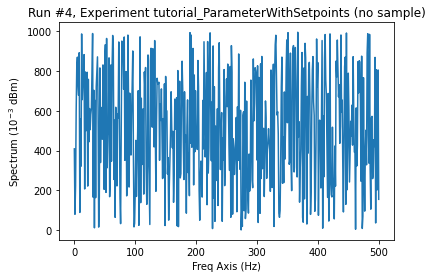 Run #4, Experiment tutorial_ParameterWithSetpoints (no sample)
1000
800
600
400
200
0
Spectrum (10⁻³ dBm)
0 100 200 300 400 500
Freq Axis (Hz)